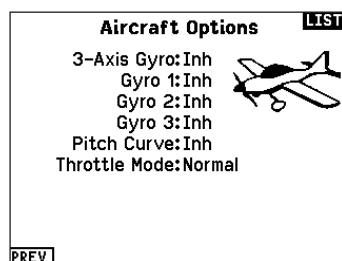 Aircraft Options
LIST
3-Axis Gyro:Inh
Gyro 1:Inh
Gyro 2:Inh
Gyro 3:Inh
Pitch Curve:Inh
Throttle Mode:Normal
PREV